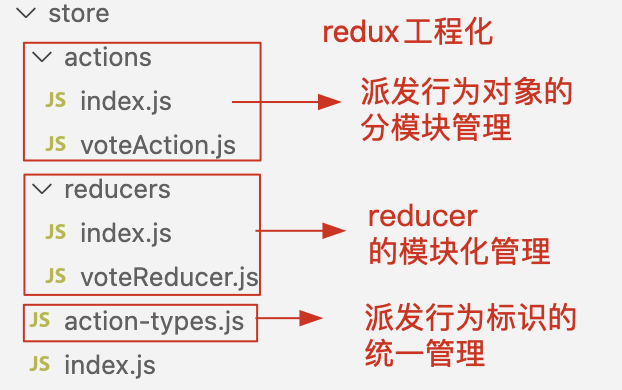 store
redux工程化
actions
JS index.js
派发行为对象的
分模块管理
JS voteAction.js
reducers
JS index.js
reducer
的模块化管理
JS voteReducer.js
JS action-types.js
派发行为标识的
统一管理
JS index.js